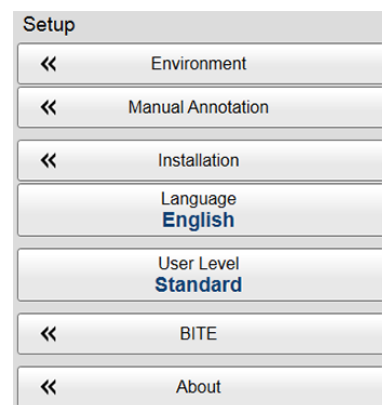 Setup
« Environment
« Manual Annotation
« Installation
Language
English
User Level
Standard
« BITE
« About